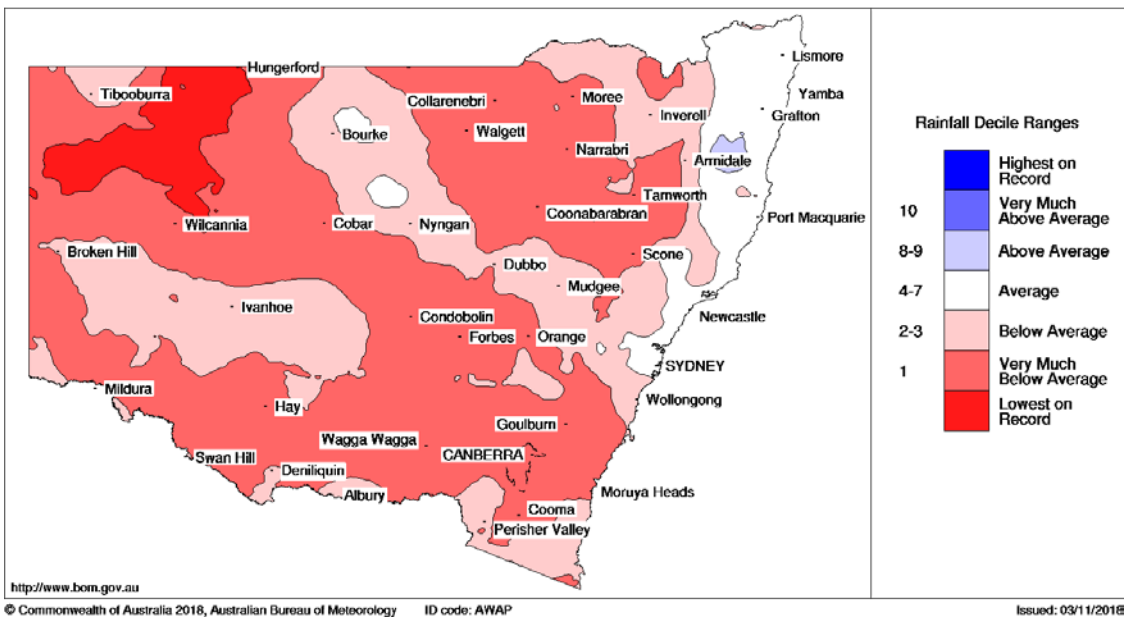 Hungerford
Tibooburra
Collarenebri
Moree
Lismore
Yamba
Grafton
Inverell
Bourke
Walgett
Narrabri
Armidale
Tamworth
Coonabarabran
Port Macquarie
Wilcannia
Cobar
Nyngan
Broken Hill
Scone
Dubbo
Mudgee
Ivanhoe
Condobolin
Newcastle
Forbes
Orange
SYDNEY
Mildura
Wollongong
Hay
Goulburn
Wagga Wagga
CANBERRA
Swan Hill
Deniliquin
Albury
Moruya Heads
Cooma
Perisher Valley
Rainfall Decile Ranges
Highest on
Record
10 Very Much
Above Average
8-9 Above Average
4-7 Average
2-3 Below Average
1 Very Much
Below Average
Lowest on
Record
http://www.bom.gov.au
© Commonwealth of Australia 2018, Australian Bureau of Meteorology ID code: AWAP Issued: 03/11/2018